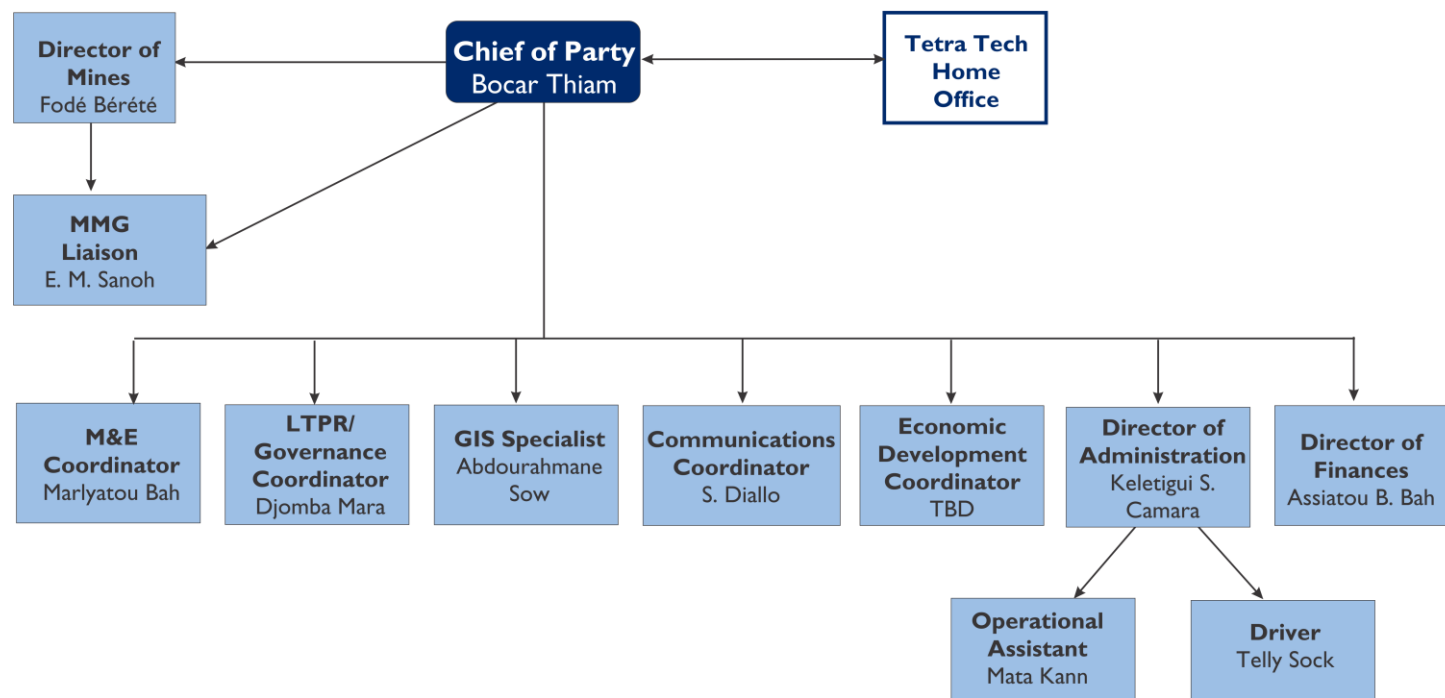 Director of
Mines
Fodé Bérété
Chief of Party
Bocar Thiam
Tetra Tech
Home
Office
MMG
Liaison
E. M. Sanoh
M&E
Coordinator
Marlyatou Bah
LTPR/
Governance
Coordinator
Djomba Mara
GIS Specialist
Abdourahmane
Sow
Communications
Coordinator
S. Diallo
Economic
Development
Coordinator
TBD
Director of
Administration
Keletigui S.
Camara
Director of
Finances
Assiatou B. Bah
Operational
Assistant
Mata Kann
Driver
Telly Sock